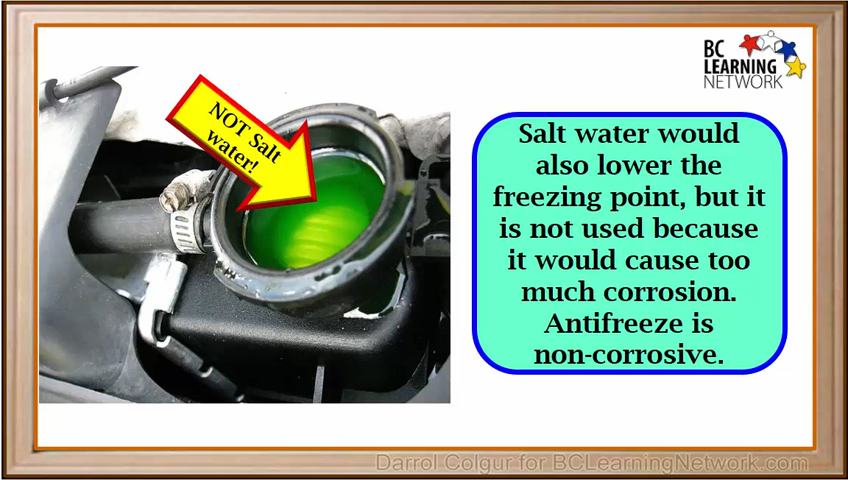 BC
LEARNING
NETWORK
NOT Salt
water!
Salt water would
also lower the
freezing point, but it
is not used because
it would cause too
much corrosion.
Antifreeze is
non-corrosive.
Darrol Colgur for BCLearningNetwork.com